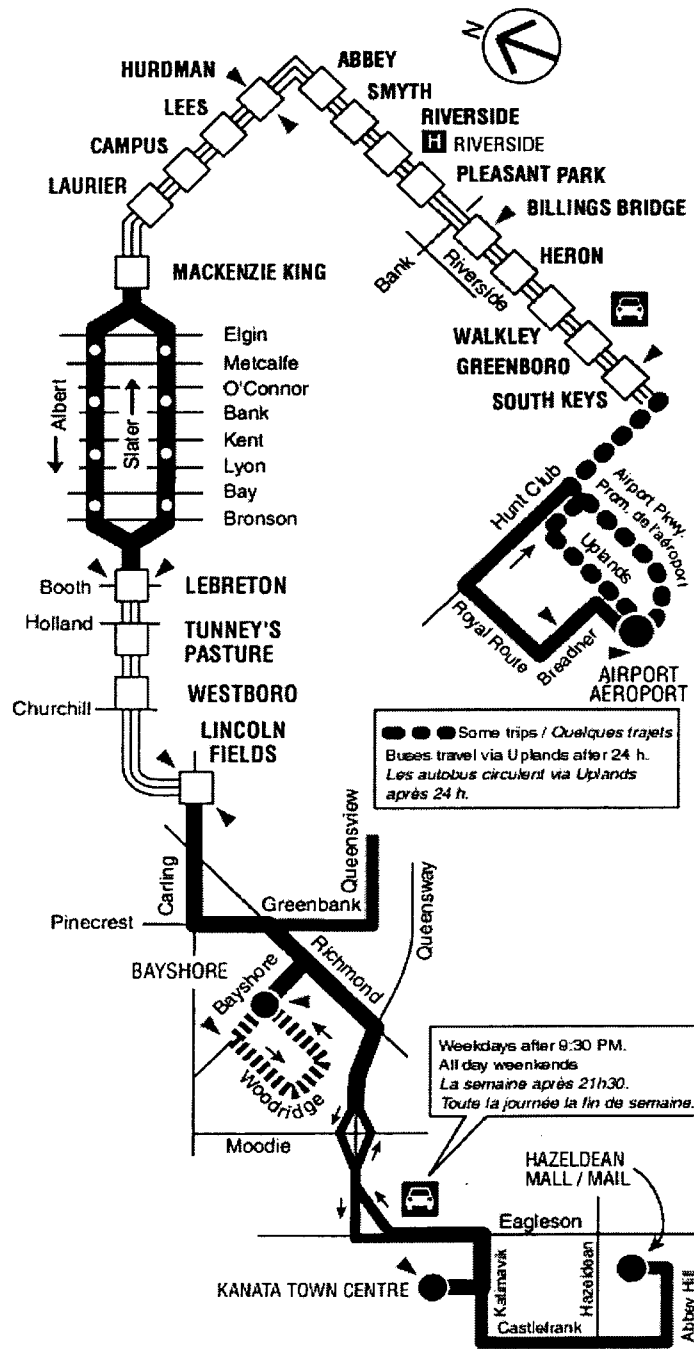 N
ABBEY
HURDMAN
SMYTH
LEES
RIVERSIDE
H RIVERSIDE
CAMPUS
PLEASANT PARK
LAURIER
BILLINGS BRIDGE
Bank
Riverside
HERON
MACKENZIE KING
WALKLEY
GREENBORO
SOUTH KEYS
Elgin
Metcalfe
O'Connor
Bank
Kent
Lyon
Bay
Bronson
Albert
Slater
Hunt Club
Airport Pkwy.
Prom. de l'aéroport
Uplands
Royal Route
Breadner
AIRPORT
AÉROPORT
Booth
LEBRETON
Holland
TUNNEY'S
PASTURE
WESTBORO
Churchill
LINCOLN
FIELDS
Some trips / Quelques trajets
Buses travel via Uplands after 24 h.
Les autobus circulent via Uplands
après 24 h.
Carling
Queensview
Greenbank
Queensway
Pinecrest
Richmond
BAYSHORE
Bayshore
Woodridge
Weekdays after 9:30 PM.
All day weekends
La semaine après 21h30.
Toute la journée la fin de semaine.
Moodie
HAZELDEAN
MALL / MAIL
Eagleson
KANATA TOWN CENTRE
Katimavik
Hazeldean
Castlefrank
Abbey Hill